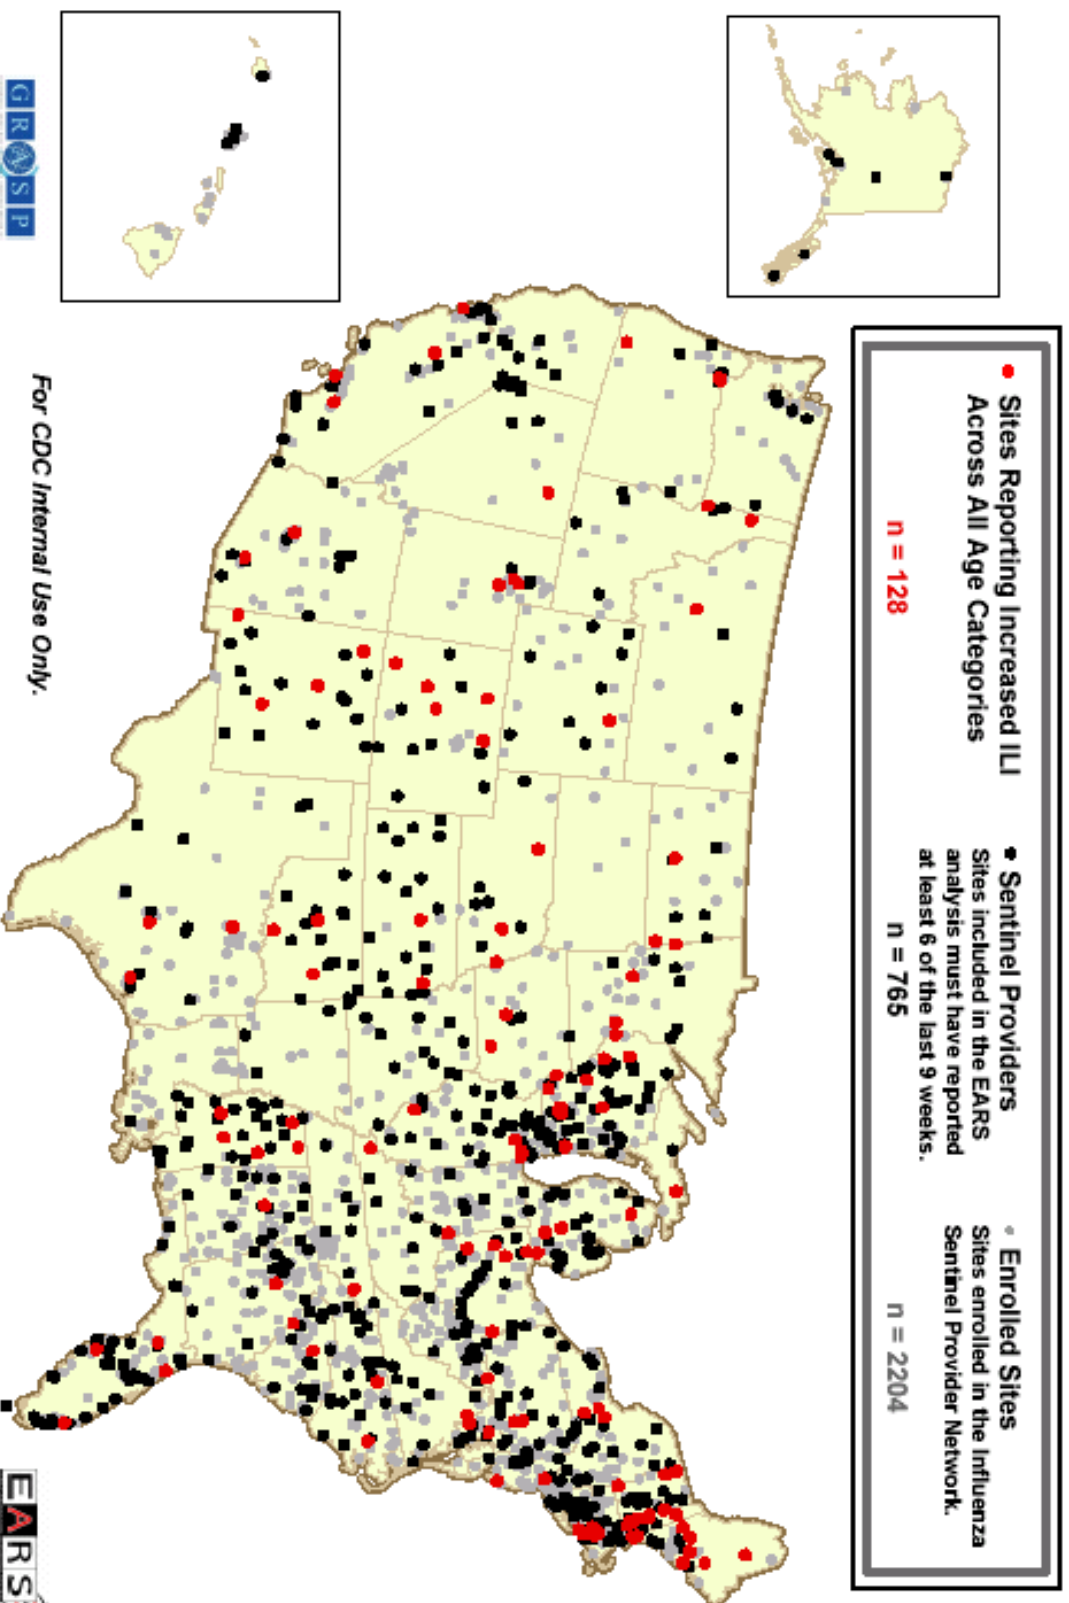 Sites Reporting Increased ILI
Across All Age Categories
n = 128
Sentinel Providers
Sites included in the EARS
analysis must have reported
at least 6 of the last 9 weeks.
n = 765
Enrolled Sites
Sites enrolled in the Influenza
Sentinel Provider Network.
n = 2204
GRASP
For CDC Internal Use Only.
EARS